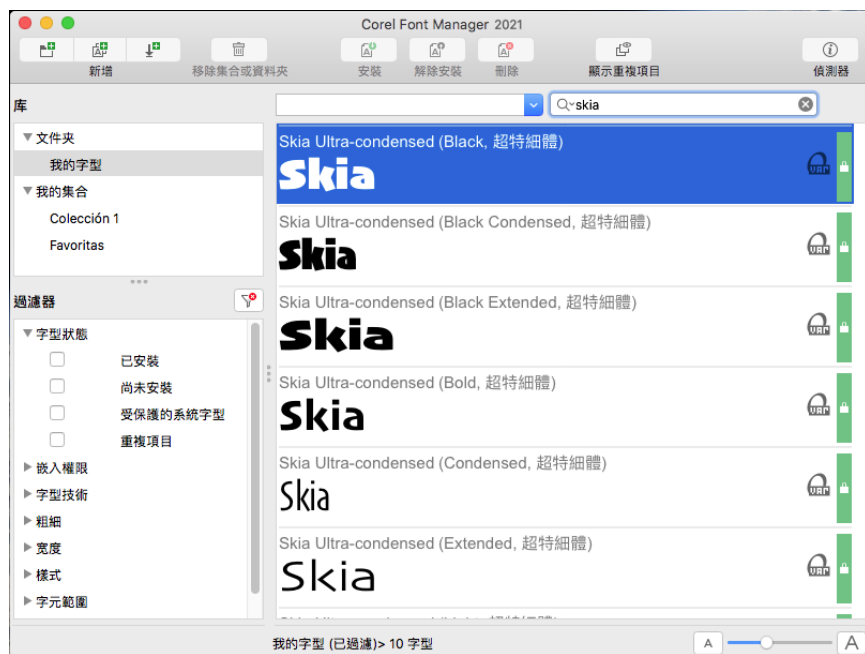 Corel Font Manager 2021
新增
移除集合或資料夾
安裝
解除安裝
刪除
顯示重複項目
偵測器
库
skia
文件夹
我的字型
我的集合
Colección 1
Favoritas
過濾器
字型狀態
已安裝
尚未安裝
受保護的系統字型
重複項目
嵌入權限
字型技術
粗細
宽度
樣式
字元範圍
Skia Ultra-condensed (Black, 超特細體)
Skia
Skia Ultra-condensed (Black Condensed, 超特細體)
Skia
Skia Ultra-condensed (Black Extended, 超特細體)
Skia
Skia Ultra-condensed (Bold, 超特細體)
Skia
Skia Ultra-condensed (Condensed, 超特細體)
Skia
Skia Ultra-condensed (Extended, 超特細體)
Skia
我的字型 (已過濾)> 10 字型
A
A